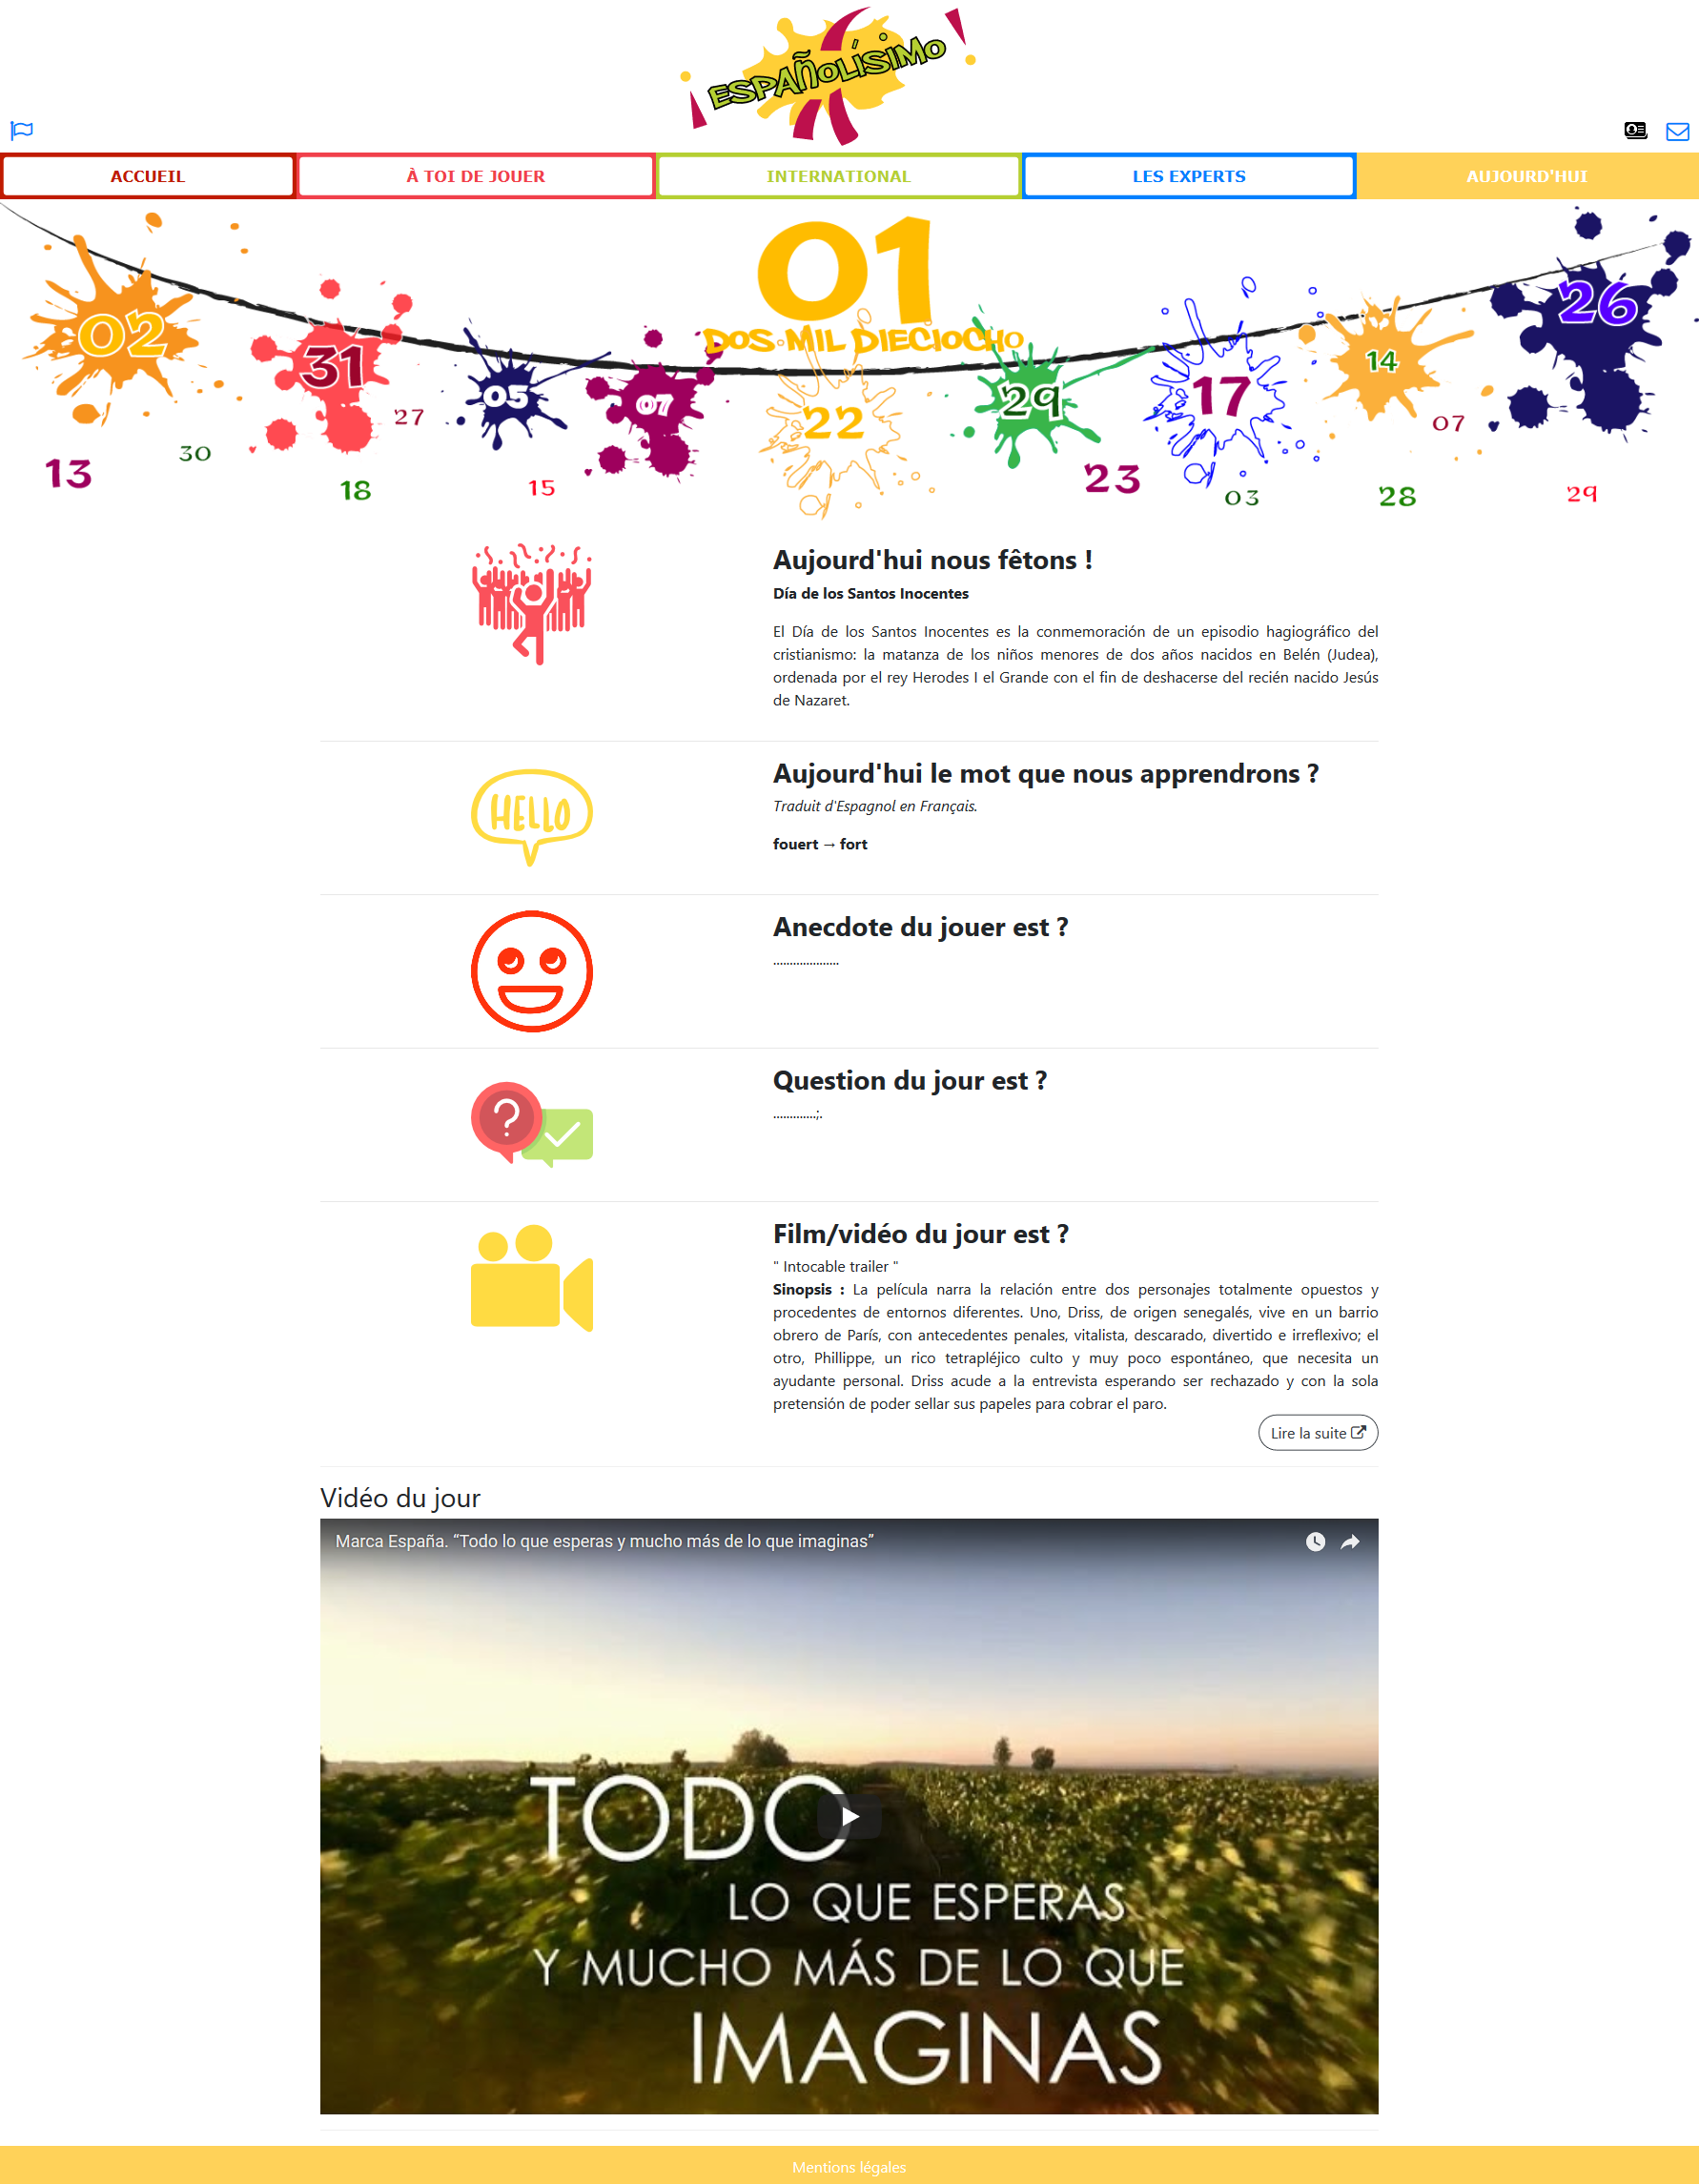 ¡ESPAÑOLÍSIMO!
ACCUEIL
À TOI DE JOUER
INTERNATIONAL
LES EXPERTS
AUJOURD'HUI
01
DOS·MIL DIECIOCHO
02
31
05
07
22
29
17
14
26
27
07
30
13
18
15
23
03
28
29
Aujourd'hui nous fêtons !
Día de los Santos Inocentes
El Día de los Santos Inocentes es la conmemoración de un episodio hagiográfico del
cristianismo: la matanza de los niños menores de dos años nacidos en Belén (Judea),
ordenada por el rey Herodes I el Grande con el fin de deshacerse del recién nacido Jesús
de Nazaret.
HELLO
Aujourd'hui le mot que nous apprendrons ?
Traduit d'Espagnol en Français.
fouert → fort
Anecdote du jouer est ?
....................
?
Question du jour est ?
.............;.
Film/vidéo du jour est ?
" Intocable trailer "
Sinopsis : La película narra la relación entre dos personajes totalmente opuestos y
procedentes de entornos diferentes. Uno, Driss, de origen senegalés, vive en un barrio
obrero de París, con antecedentes penales, vitalista, descarado, divertido e irreflexivo; el
otro, Phillippe, un rico tetrapléjico culto y muy poco espontáneo, que necesita un
ayudante personal. Driss acude a la entrevista esperando ser rechazado y con la sola
pretensión de poder sellar sus papeles para cobrar el paro.
Lire la suite
Vidéo du jour
Marca España. “Todo lo que esperas y mucho más de lo que imaginas”
TODO
LO QUE ESPERAS
Y MUCHO MÁS DE LO QUE
IMAGINAS
Mentions légales